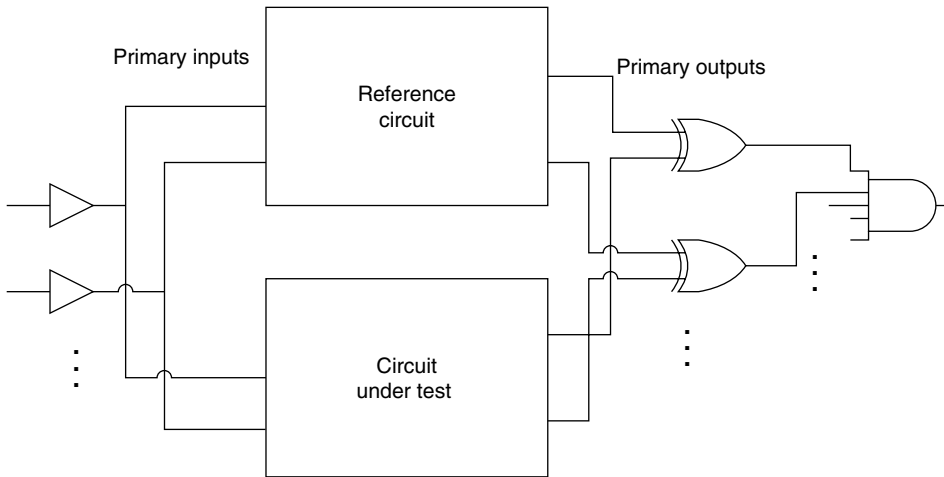 Primary inputs
Reference
circuit
Primary outputs
Circuit
under test